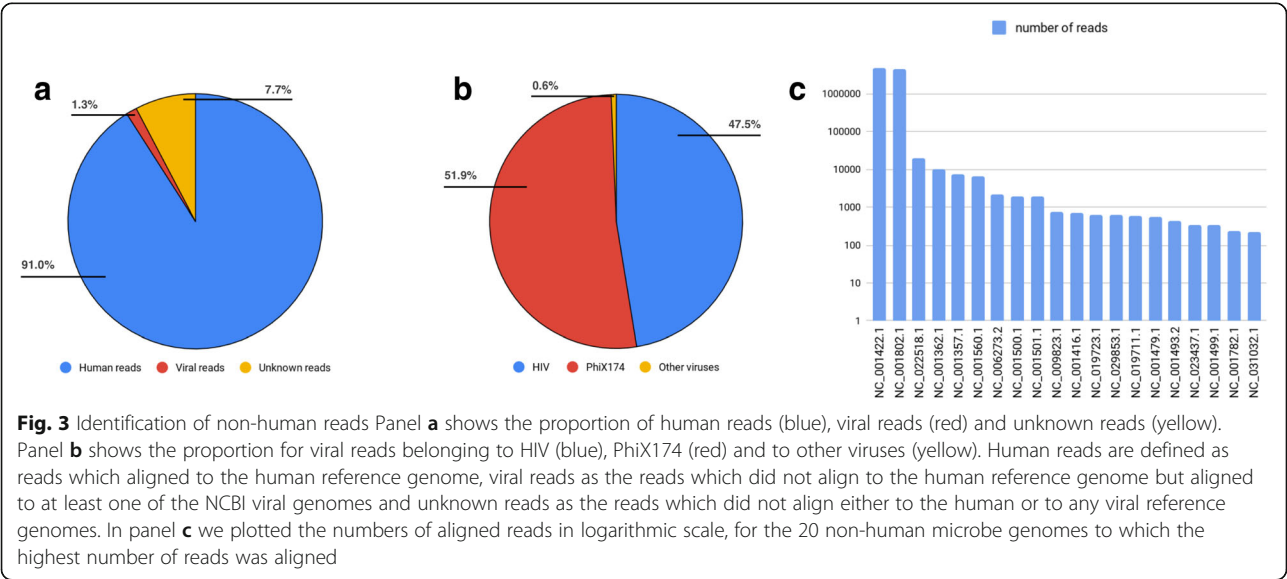 number of reads
a
1.3%
7.7%
91.0%
Human reads Viral reads Unknown reads
b
0.6%
47.5%
51.9%
HIV PhiX174 Other viruses
c
1000000
100000
10000
1000
100
10
1
NC_001422.1
NC_001802.1
NC_022518.1
NC_001362.1
NC_001357.1
NC_001560.1
NC_006273.2
NC_001500.1
NC_001501.1
NC_009823.1
NC_001416.1
NC_019723.1
NC_029853.1
NC_019711.1
NC_001479.1
NC_001493.2
NC_023437.1
NC_001499.1
NC_001782.1
NC_031032.1
Fig. 3 Identification of non-human reads Panel a shows the proportion of human reads (blue), viral reads (red) and unknown reads (yellow).
Panel b shows the proportion for viral reads belonging to HIV (blue), PhiX174 (red) and to other viruses (yellow). Human reads are defined as
reads which aligned to the human reference genome, viral reads as the reads which did not align to the human reference genome but aligned
to at least one of the NCBI viral genomes and unknown reads as the reads which did not align either to the human or to any viral reference
genomes. In panel c we plotted the numbers of aligned reads in logarithmic scale, for the 20 non-human microbe genomes to which the
highest number of reads was aligned